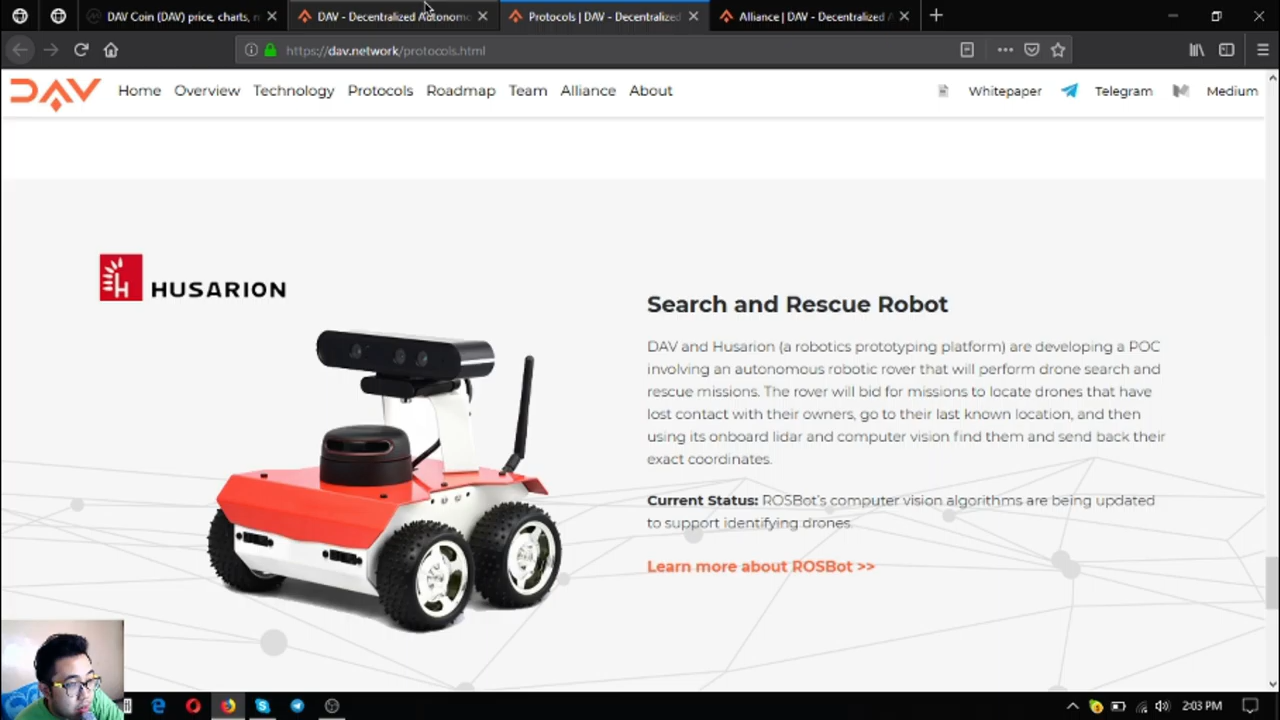 DAV Coin (DAV) price, charts, m
DAV - Decentralized Autonomo
Protocols | DAV - Decentralized
Alliance | DAV - Decentralized A
https://dav.network/protocols.html
DAV
Home
Overview
Technology
Protocols
Roadmap
Team
Alliance
About
Whitepaper
Telegram
Medium
H
HUSARION
Search and Rescue Robot
DAV and Husarion (a robotics prototyping platform) are developing a POC
involving an autonomous robotic rover that will perform drone search and
rescue missions. The rover will bid for missions to locate drones that have
lost contact with their owners, go to their last known location, and then
using its onboard lidar and computer vision find them and send back their
exact coordinates.
Current Status: ROSBot's computer vision algorithms are being updated
to support identifying drones.
Learn more about ROSBot >>
2:03 PM